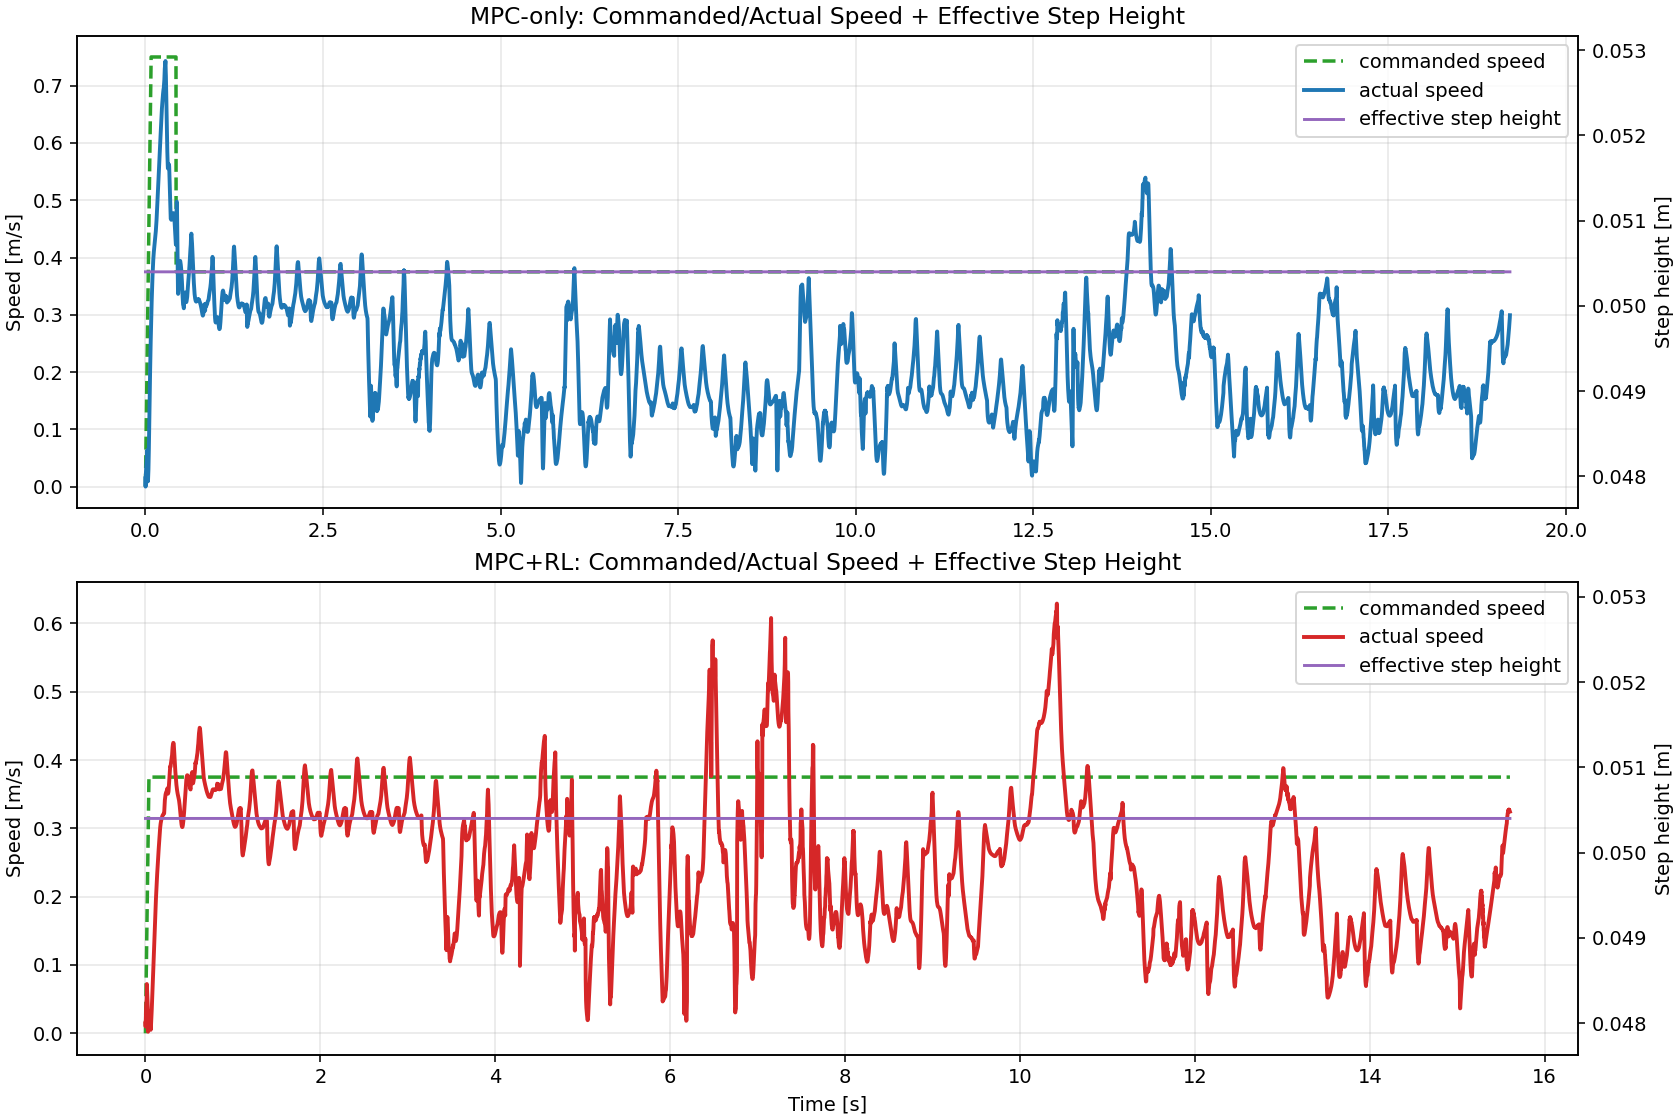 MPC-only: Commanded/Actual Speed + Effective Step Height
commanded speed
actual speed
effective step height
Speed [m/s]
0.7
0.6
0.5
0.4
0.3
0.2
0.1
0.0
0.053
0.052
0.051
0.050
0.049
0.048
Step height [m]
0.0 2.5 5.0 7.5 10.0 12.5 15.0 17.5 20.0
MPC+RL: Commanded/Actual Speed + Effective Step Height
commanded speed
actual speed
effective step height
Speed [m/s]
0.6
0.5
0.4
0.3
0.2
0.1
0.0
0.053
0.052
0.051
0.050
0.049
0.048
Step height [m]
0 2 4 6 8 10 12 14 16
Time [s]